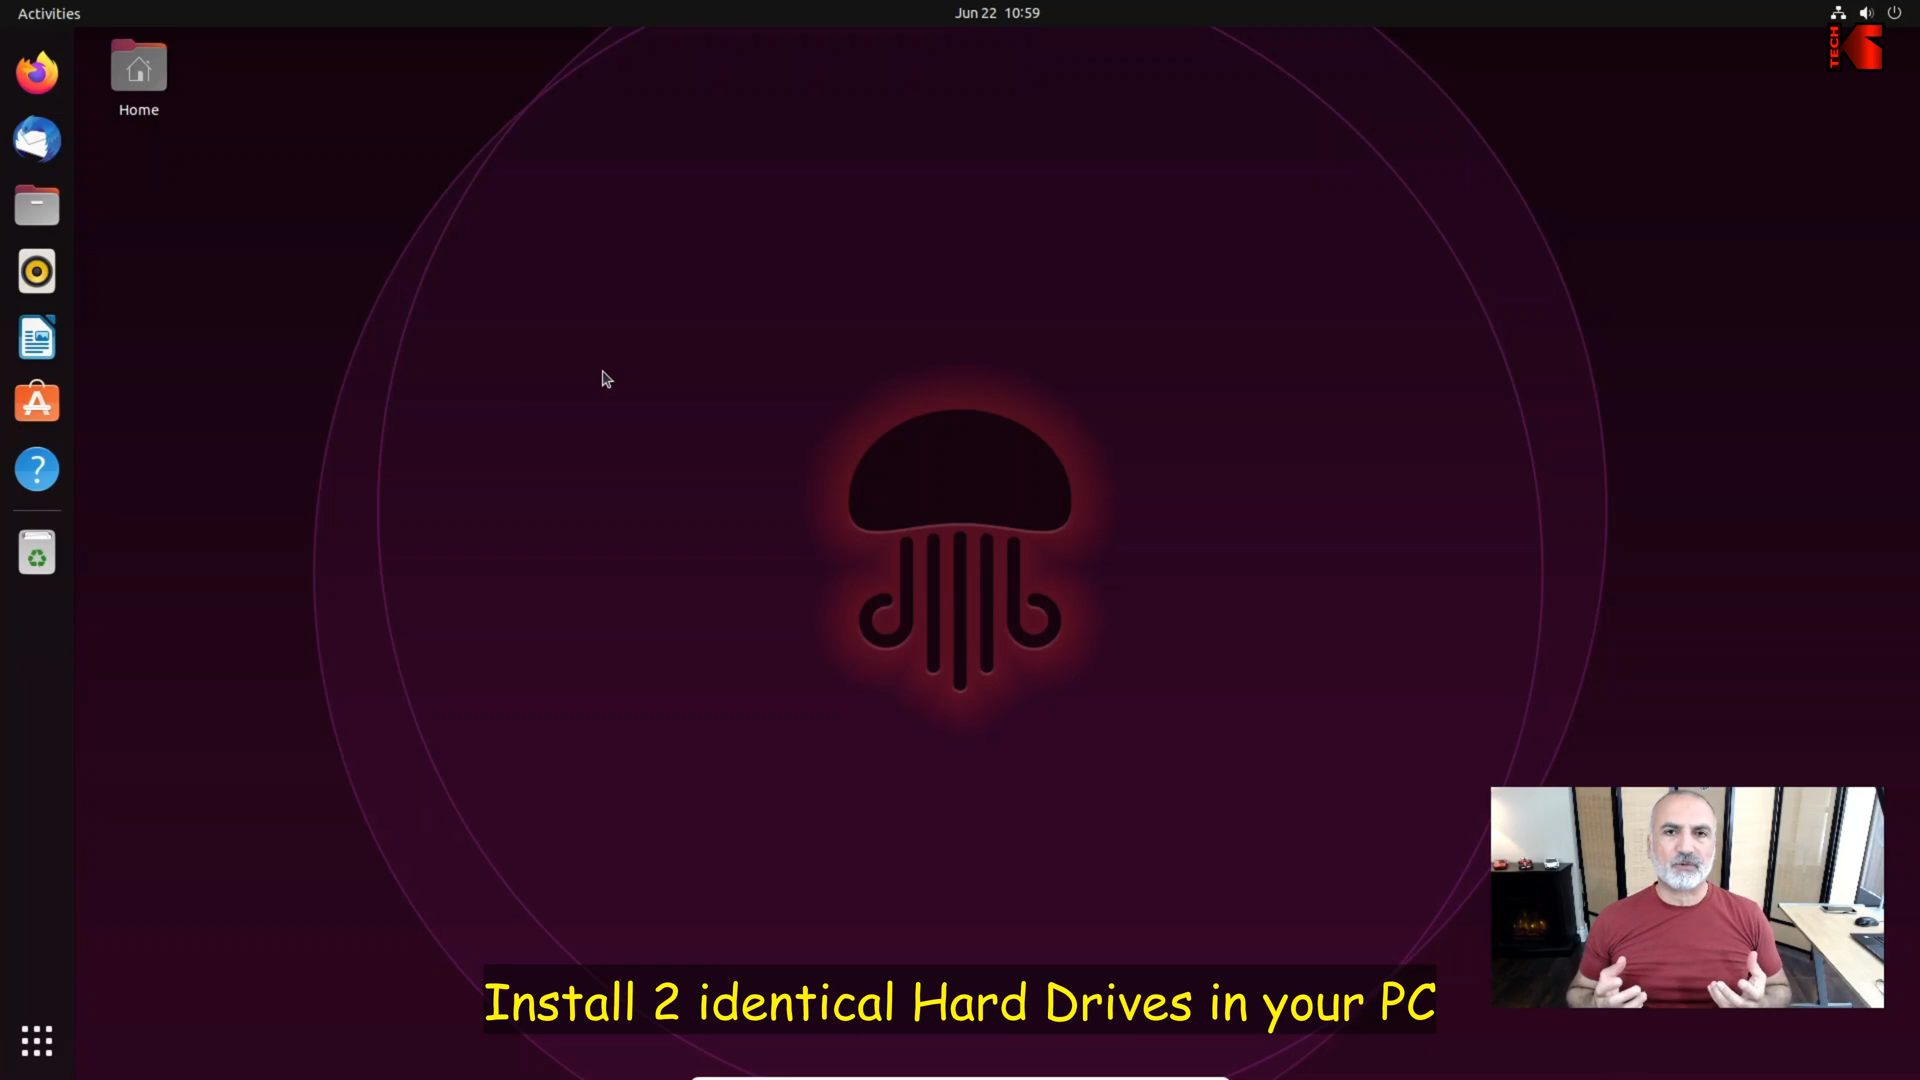 Activities
Jun 22 10:59
TECH
Home
Install 2 identical Hard Drives in your PC